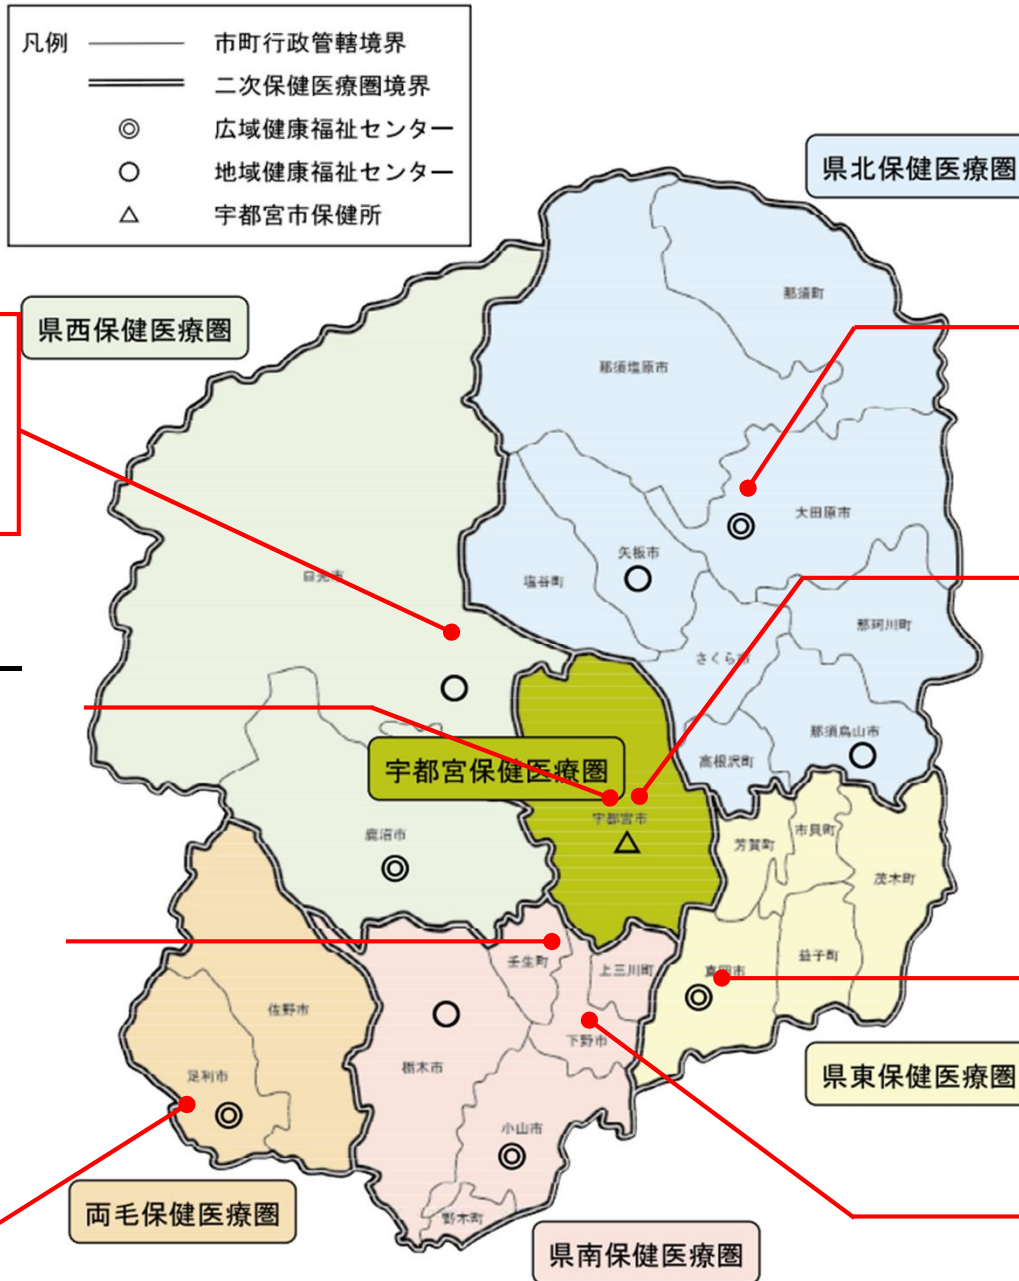 凡例
市町行政管轄境界
二次保健医療圏境界
広域健康福祉センター
地域健康福祉センター
宇都宮市保健所
県北保健医療圏
県西保健医療圏
那須町
那須塩原市
大田原市
矢板市
塩谷町
日光市
那珂川町
さくら市
那須烏山市
高根沢町
宇都宮保健医療圏
宇都宮市
鹿沼市
市貝町
芳賀町
茂木町
益子町
真岡市
壬生町
上三川町
佐野市
下野市
栃木市
足利市
県東保健医療圏
小山市
両毛保健医療圏
野木町
県南保健医療圏